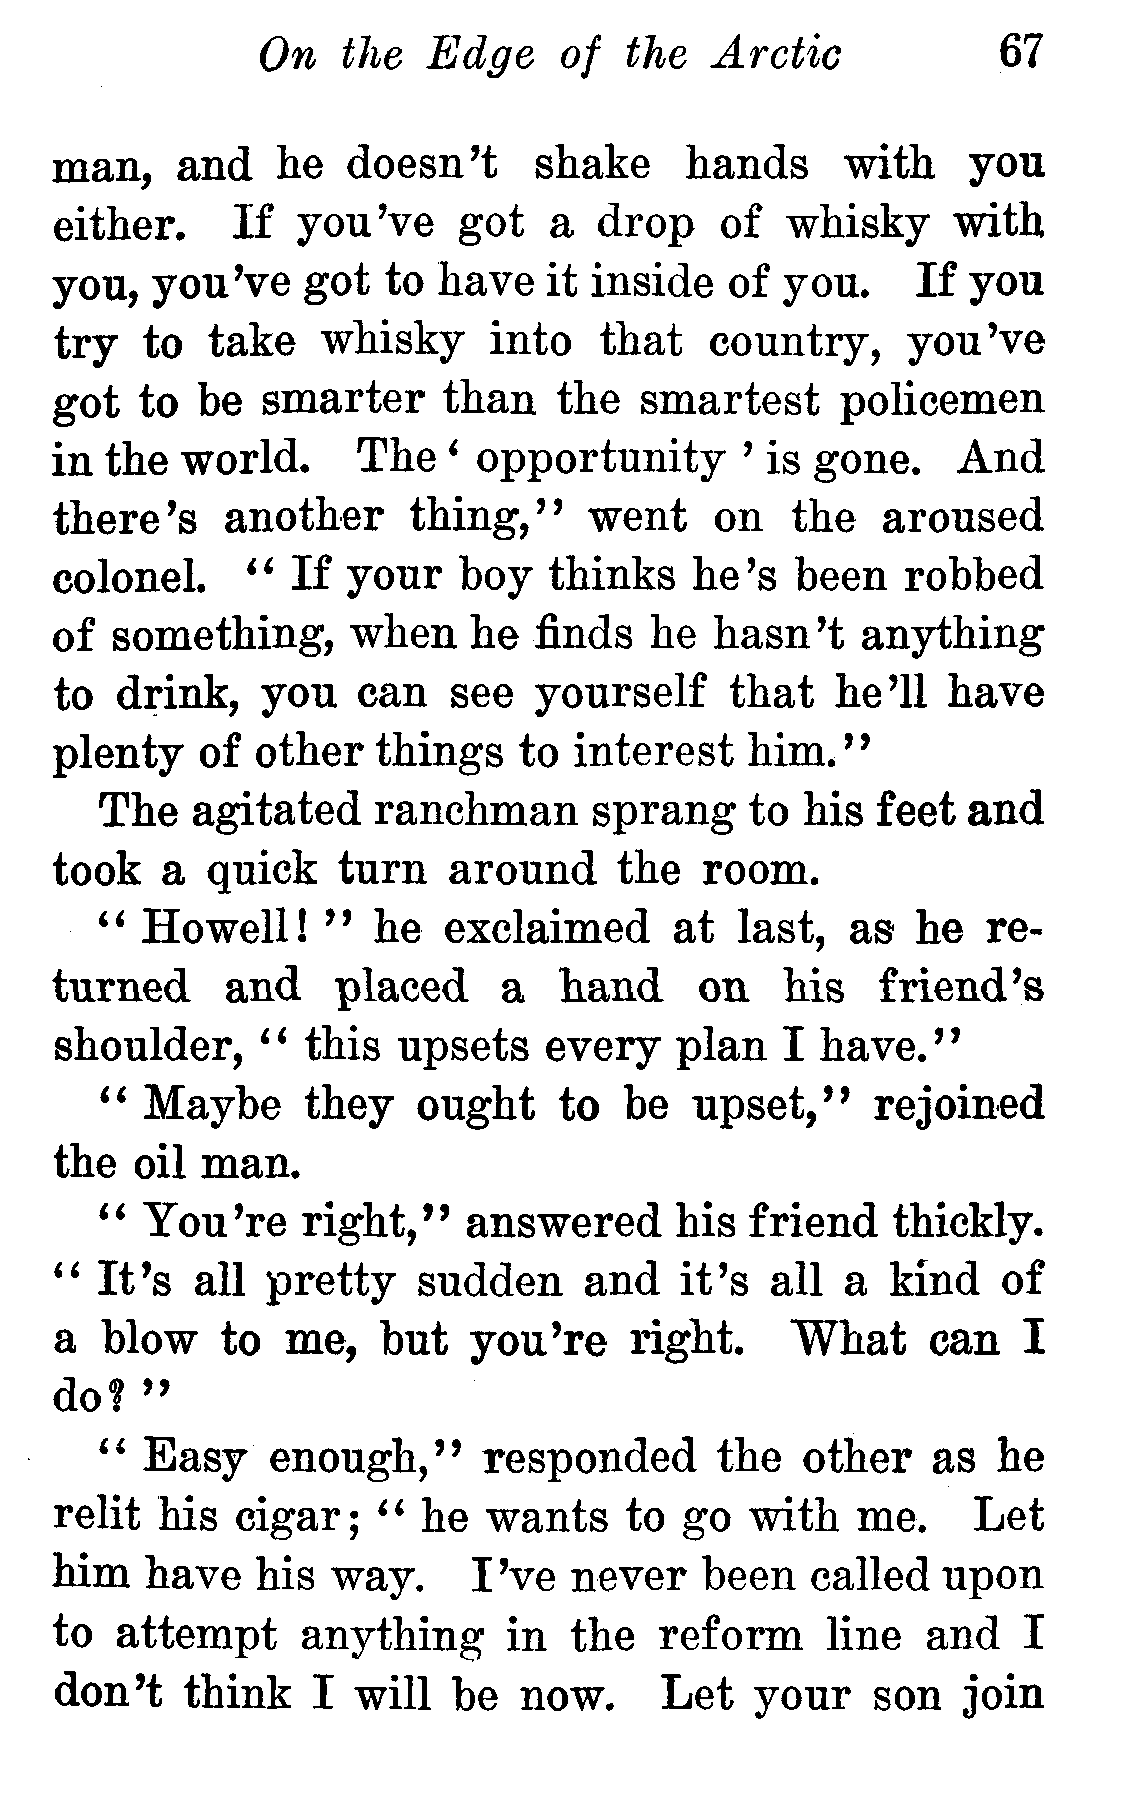 On the Edge of the Arctic 67
man, and he doesn't shake hands with you
either. If you've got a drop of whisky with
you, you've got to have it inside of you. If you
try to take whisky into that country, you've
got to be smarter than the smartest policemen
in the world. The ' opportunity ' is gone. And
there's another thing," went on the aroused
colonel. " If your boy thinks he's been robbed
of something, when he finds he hasn't anything
to drink, you can see yourself that he'll have
plenty of other things to interest him."
The agitated ranchman sprang to his feet and
took a quick turn around the room.
" Howell! " he exclaimed at last, as he re-
turned and placed a hand on his friend's
shoulder, " this upsets every plan I have."
" Maybe they ought to be upset," rejoined
the oil man.
" You're right," answered his friend thickly.
" It's all pretty sudden and it's all a kind of
a blow to me, but you're right. What can I
do? "
" Easy enough," responded the other as he
relit his cigar; " he wants to go with me. Let
him have his way. I've never been called upon
to attempt anything in the reform line and I
don't think I will be now. Let your son join